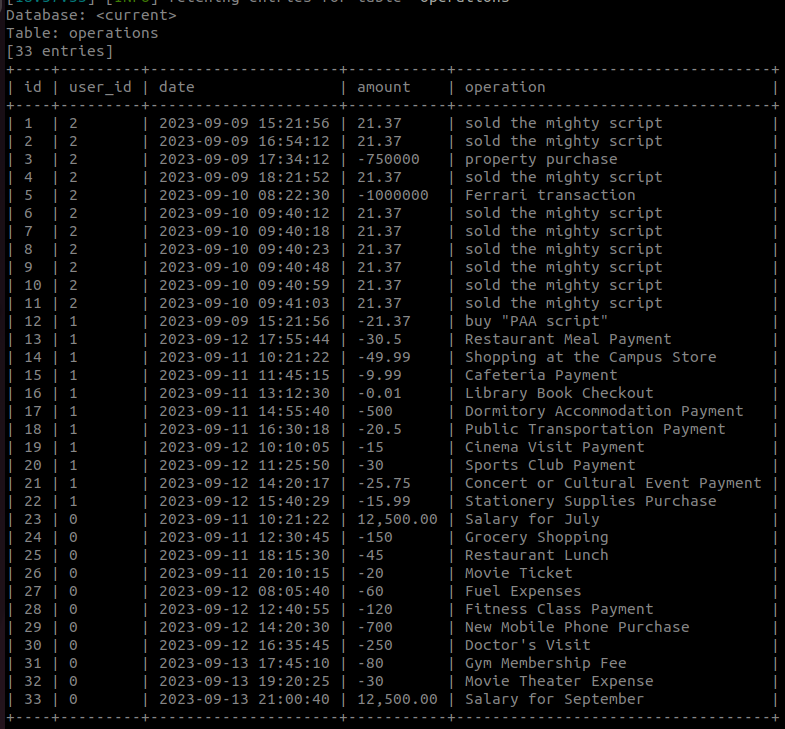 [INFO] fetching entries for table 'operations'
Database: <current>
Table: operations
[33 entries]
+----+---------+---------------------+-----------+-----------------------------------+
| id | user_id | date                | amount    | operation                         |
+----+---------+---------------------+-----------+-----------------------------------+
| 1  | 2       | 2023-09-09 15:21:56 | 21.37     | sold the mighty script            |
| 2  | 2       | 2023-09-09 16:54:12 | 21.37     | sold the mighty script            |
| 3  | 2       | 2023-09-09 17:34:12 | -750000   | property purchase                 |
| 4  | 2       | 2023-09-09 18:21:52 | 21.37     | sold the mighty script            |
| 5  | 2       | 2023-09-10 08:22:30 | -1000000  | Ferrari transaction               |
| 6  | 2       | 2023-09-10 09:40:12 | 21.37     | sold the mighty script            |
| 7  | 2       | 2023-09-10 09:40:18 | 21.37     | sold the mighty script            |
| 8  | 2       | 2023-09-10 09:40:23 | 21.37     | sold the mighty script            |
| 9  | 2       | 2023-09-10 09:40:48 | 21.37     | sold the mighty script            |
| 10 | 2       | 2023-09-10 09:40:59 | 21.37     | sold the mighty script            |
| 11 | 2       | 2023-09-10 09:41:03 | 21.37     | sold the mighty script            |
| 12 | 1       | 2023-09-09 15:21:56 | -21.37    | buy "PAA script"                  |
| 13 | 1       | 2023-09-12 17:55:44 | -30.5     | Restaurant Meal Payment           |
| 14 | 1       | 2023-09-11 10:21:22 | -49.99    | Shopping at the Campus Store      |
| 15 | 1       | 2023-09-11 11:45:15 | -9.99     | Cafeteria Payment                 |
| 16 | 1       | 2023-09-11 13:12:30 | -0.01     | Library Book Checkout             |
| 17 | 1       | 2023-09-11 14:55:40 | -500      | Dormitory Accommodation Payment   |
| 18 | 1       | 2023-09-11 16:30:18 | -20.5     | Public Transportation Payment     |
| 19 | 1       | 2023-09-12 10:10:05 | -15       | Cinema Visit Payment              |
| 20 | 1       | 2023-09-12 11:25:50 | -30       | Sports Club Payment               |
| 21 | 1       | 2023-09-12 14:20:17 | -25.75    | Concert or Cultural Event Payment |
| 22 | 1       | 2023-09-12 15:40:29 | -15.99    | Stationery Supplies Purchase      |
| 23 | 0       | 2023-09-11 10:21:22 | 12,500.00 | Salary for July                   |
| 24 | 0       | 2023-09-11 12:30:45 | -150      | Grocery Shopping                  |
| 25 | 0       | 2023-09-11 18:15:30 | -45       | Restaurant Lunch                  |
| 26 | 0       | 2023-09-11 20:10:15 | -20       | Movie Ticket                      |
| 27 | 0       | 2023-09-12 08:05:40 | -60       | Fuel Expenses                     |
| 28 | 0       | 2023-09-12 12:40:55 | -120      | Fitness Class Payment             |
| 29 | 0       | 2023-09-12 14:20:30 | -700      | New Mobile Phone Purchase         |
| 30 | 0       | 2023-09-12 16:35:45 | -250      | Doctor's Visit                    |
| 31 | 0       | 2023-09-13 17:45:10 | -80       | Gym Membership Fee                |
| 32 | 0       | 2023-09-13 19:20:25 | -30       | Movie Theater Expense             |
| 33 | 0       | 2023-09-13 21:00:40 | 12,500.00 | Salary for September              |
+----+---------+---------------------+-----------+-----------------------------------+